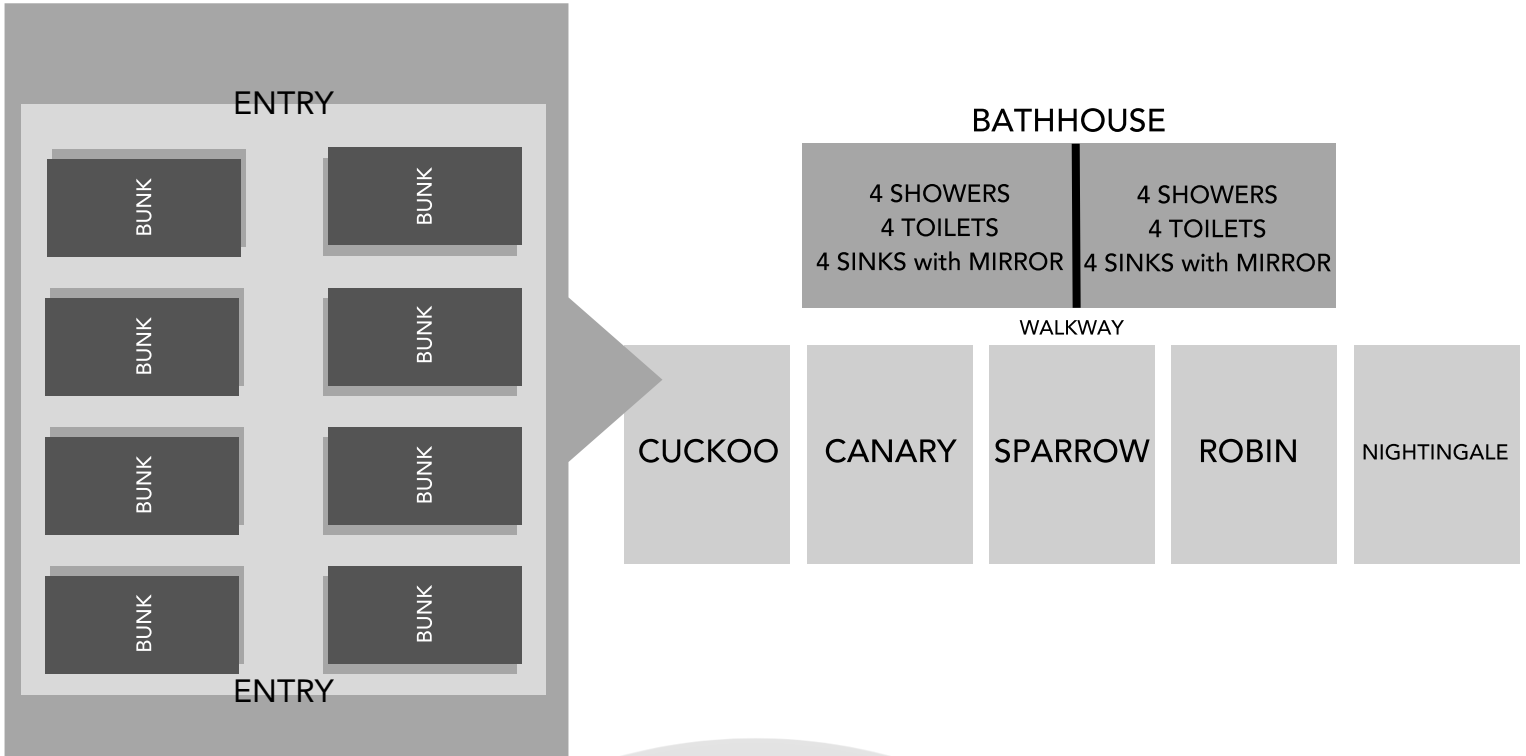 ENTRY
BUNK
BUNK
BUNK
BUNK
BUNK
BUNK
BUNK
BUNK
ENTRY
BATHHOUSE
4 SHOWERS
4 TOILETS
4 SINKS with MIRROR
4 SHOWERS
4 TOILETS
4 SINKS with MIRROR
WALKWAY
CUCKOO
CANARY
SPARROW
ROBIN
NIGHTINGALE